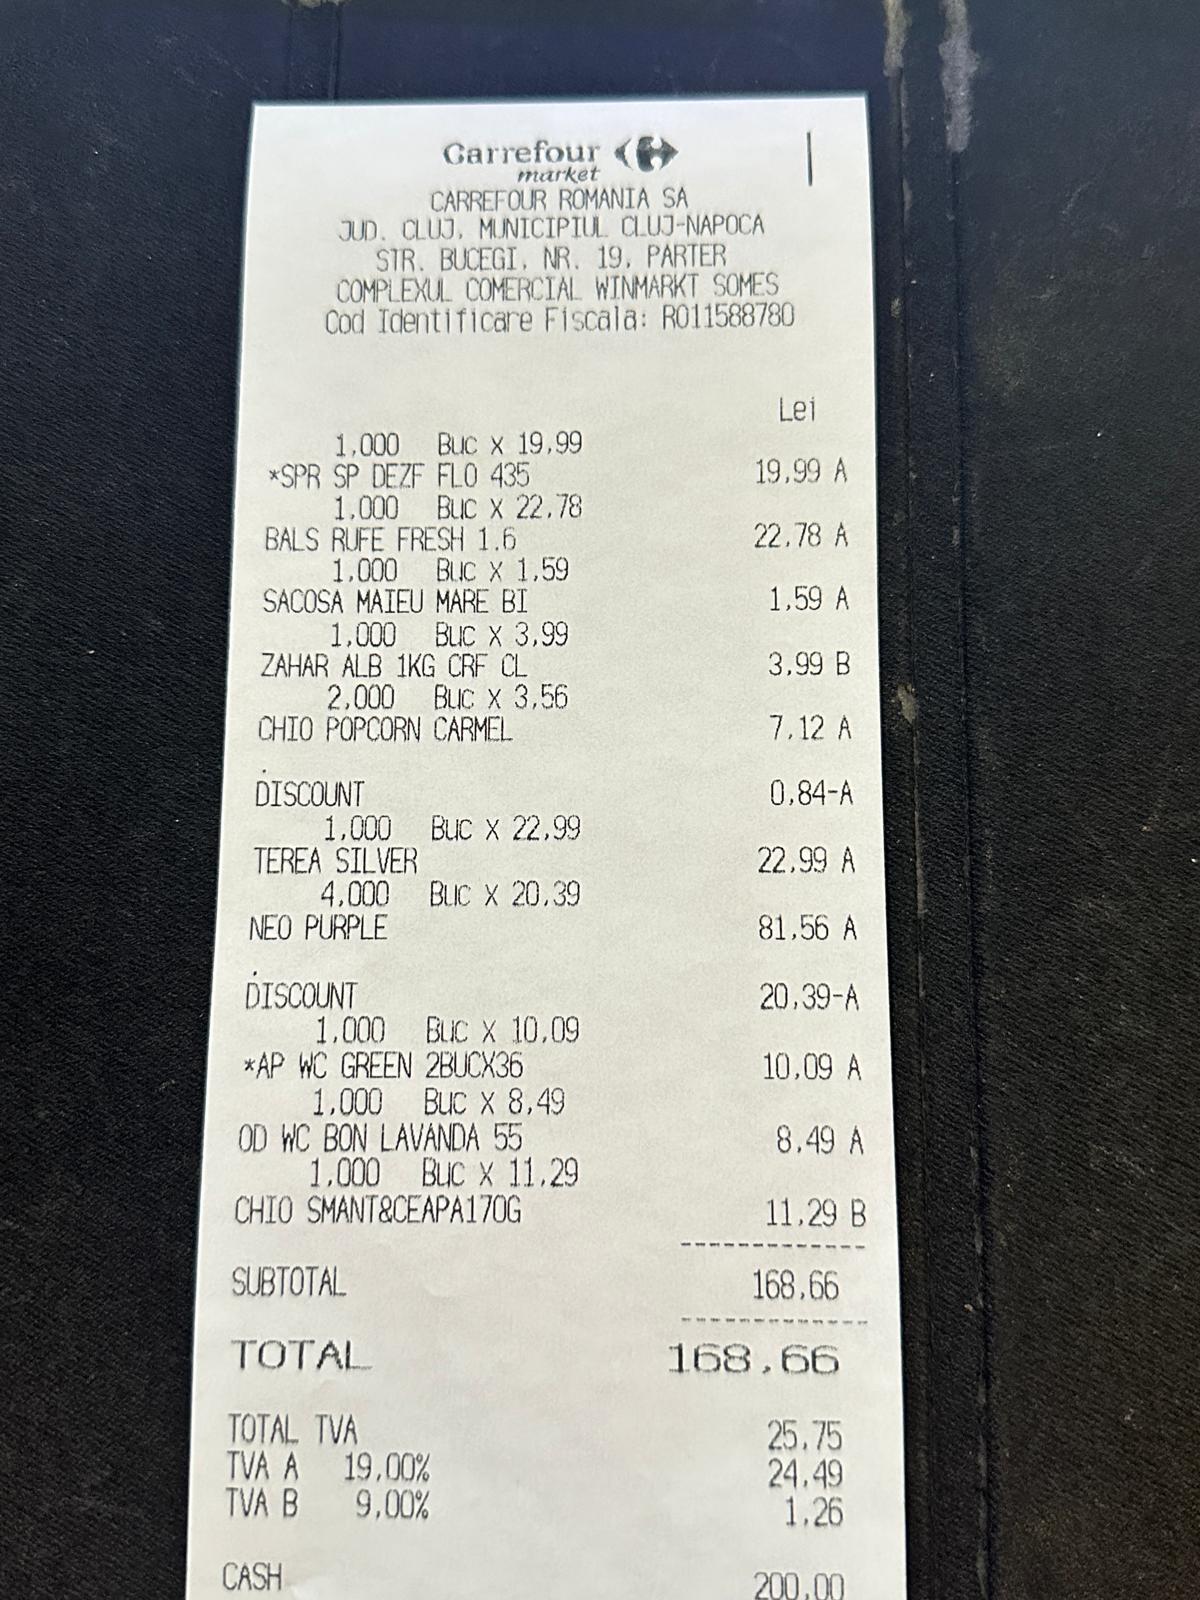 Carrefour
market
CARREFOUR ROMANIA SA
JUD. CLUJ, MUNICIPIUL CLUJ-NAPOCA
STR. BUCEGI, NR. 19, PARTER
COMPLEXUL COMERCIAL WINMARKT SOMES
Cod Identificare Fiscala: RO11588780
Lei
1,000 Buc X 19,99
*SPR SP DEZF FLO 435 19,99 A
1,000 Buc X 22,78
BALS RUFE FRESH 1.6 22,78 A
1,000 Buc X 1,59
SACOSA MAIEU MARE BI 1,59 A
1,000 Buc X 3,99
ZAHAR ALB 1KG CRF CL 3,99 B
2,000 Buc X 3,56
CHIO POPCORN CARMEL 7,12 A
.
DISCOUNT 0,84-A
1,000 Buc X 22,99
TEREA SILVER 22,99 A
4,000 Buc X 20,39
NEO PURPLE 81,56 A
.
DISCOUNT 20,39-A
1,000 Buc X 10,09
*AP WC GREEN 2BUCX36 10,09 A
1,000 Buc X 8,49
OD WC BON LAVANDA 55 8,49 A
1,000 Buc X 11,29
CHIO SMANT&CEAPA170G 11,29 B
-------------
SUBTOTAL 168,66
-------------
TOTAL 168,66
TOTAL TVA 25,75
TVA A 19,00% 24,49
TVA B 9,00% 1,26
CASH 200,00